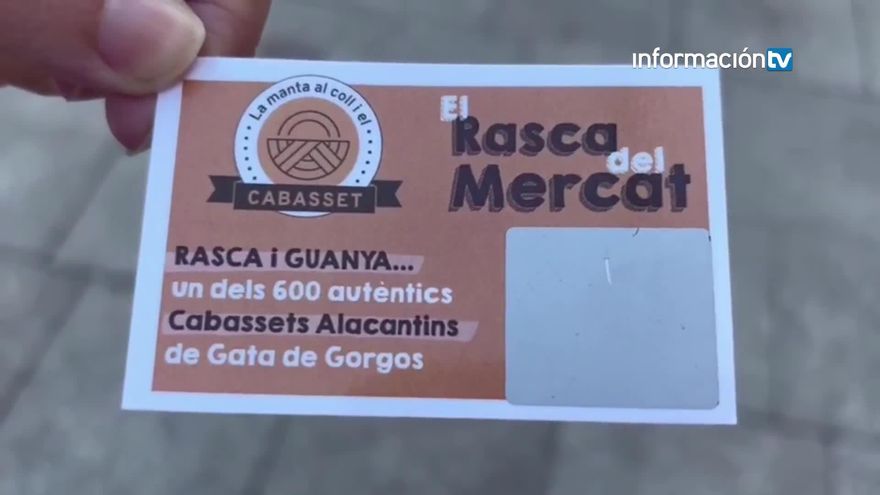 informacióntv
La manta al coll i el
CABASSET
El
Rasca
del
Mercat
RASCA i GUANYA...
un dels 600 autèntics
Cabassets Alacantins
de Gata de Gorgos